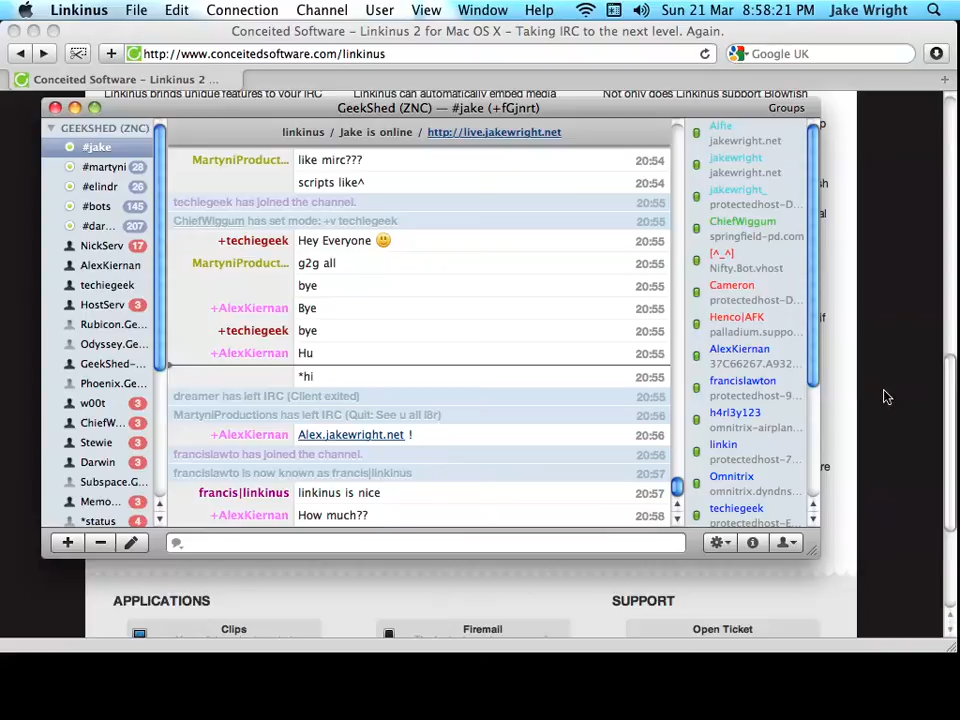 Linkinus File Edit Connection Channel User View Window Help Sun 21 Mar 8:58:21 PM Jake Wright
Conceited Software – Linkinus 2 for Mac OS X – Taking IRC to the next level. Again.
http://www.conceitedsoftware.com/linkinus
Google UK
Conceited Software – Linkinus 2 ...
Linkinus brings unique features to your IRC Linkinus can embed media Not only does Linkinus support Blowfish
GeekShed (ZNC) — #jake (+fGjnrt) Groups
GEEKSHED (ZNC)
#jake
#martyni 28
#elindr 26
#bots 145
#dar... 207
NickServ 17
AlexKiernan
techiegeek
HostServ 3
Rubicon.Ge...
Odyssey.Ge...
GeekShed-...
Phoenix.Ge...
w00t 3
ChiefW... 3
Stewie 3
Darwin 3
Subspace.G...
Memo... 3
*status 4
linkinus / Jake is online / http://live.jakewright.net
MartyniProduct... like mirc??? 20:54
scripts like^ 20:54
techiegeek has joined the channel. 20:55
ChiefWiggum has set mode: +v techiegeek 20:55
+techiegeek Hey Everyone 20:55
MartyniProduct... g2g all 20:55
bye 20:55
+AlexKiernan Bye 20:55
+techiegeek bye 20:55
+AlexKiernan Hu 20:55
*hi 20:55
dreamer has left IRC (Client exited) 20:55
MartyniProductions has left IRC (Quit: See u all l8r) 20:56
+AlexKiernan Alex.jakewright.net ! 20:56
francislawto has joined the channel. 20:56
francislawto is now known as francis|linkinus 20:57
francis|linkinus linkinus is nice 20:57
+AlexKiernan How much?? 20:58
Alfie
jakewright.net
jakewright
jakewright.net
jakewright_
protectedhost-D...
ChiefWiggum
springfield-pd.com
[^_^]
Nifty.Bot.vhost
Cameron
protectedhost-D...
Henco|AFK
palladium.suppo...
AlexKiernan
37C66267.A932...
francislawton
protectedhost-9...
h4rl3y123
omnitrix-airplan...
linkin
protectedhost-7...
Omnitrix
omnitrix.dyndns...
techiegeek
protectedhost-E...
APPLICATIONS SUPPORT
Clips Firemail Open Ticket